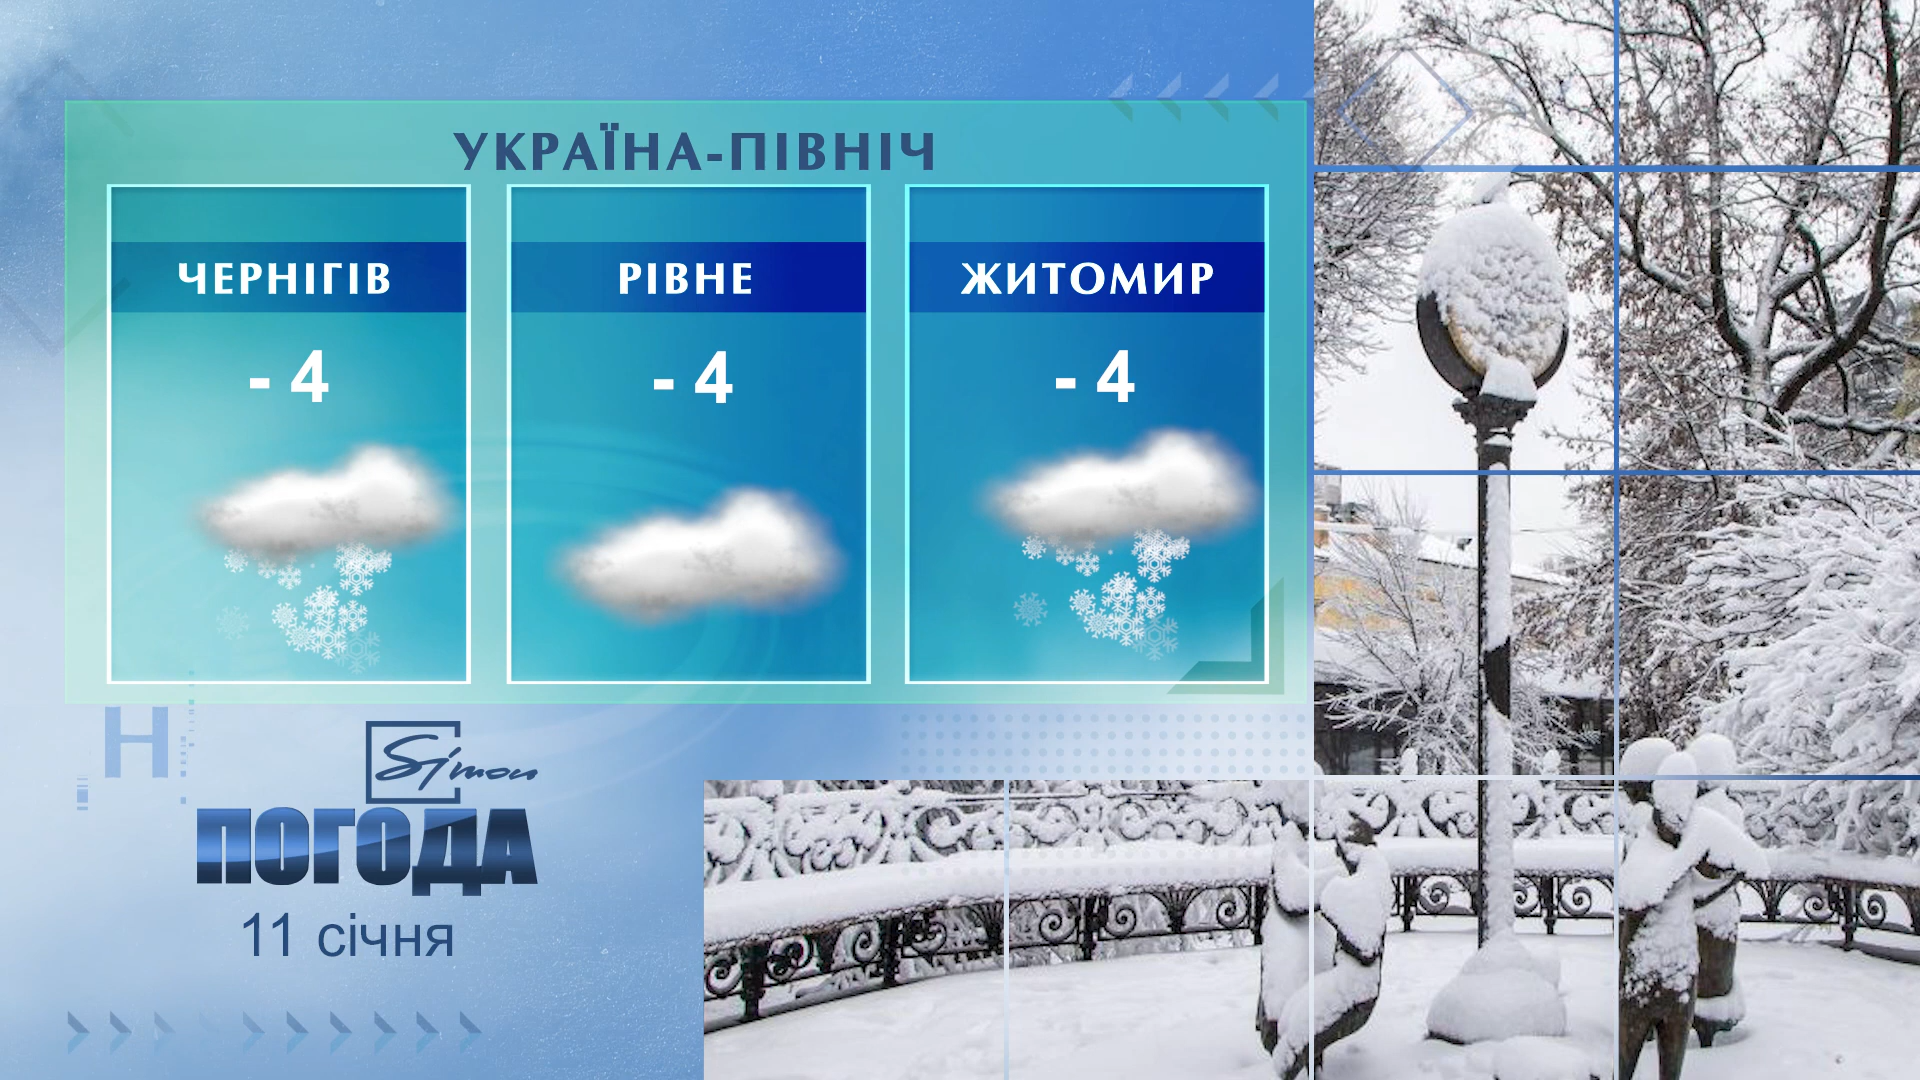 УКРАЇНА-ПІВНІЧ
ЧЕРНІГІВ
РІВНЕ
ЖИТОМИР
- 4
- 4
- 4
Н
Simon
ПОГОДА
11 січня